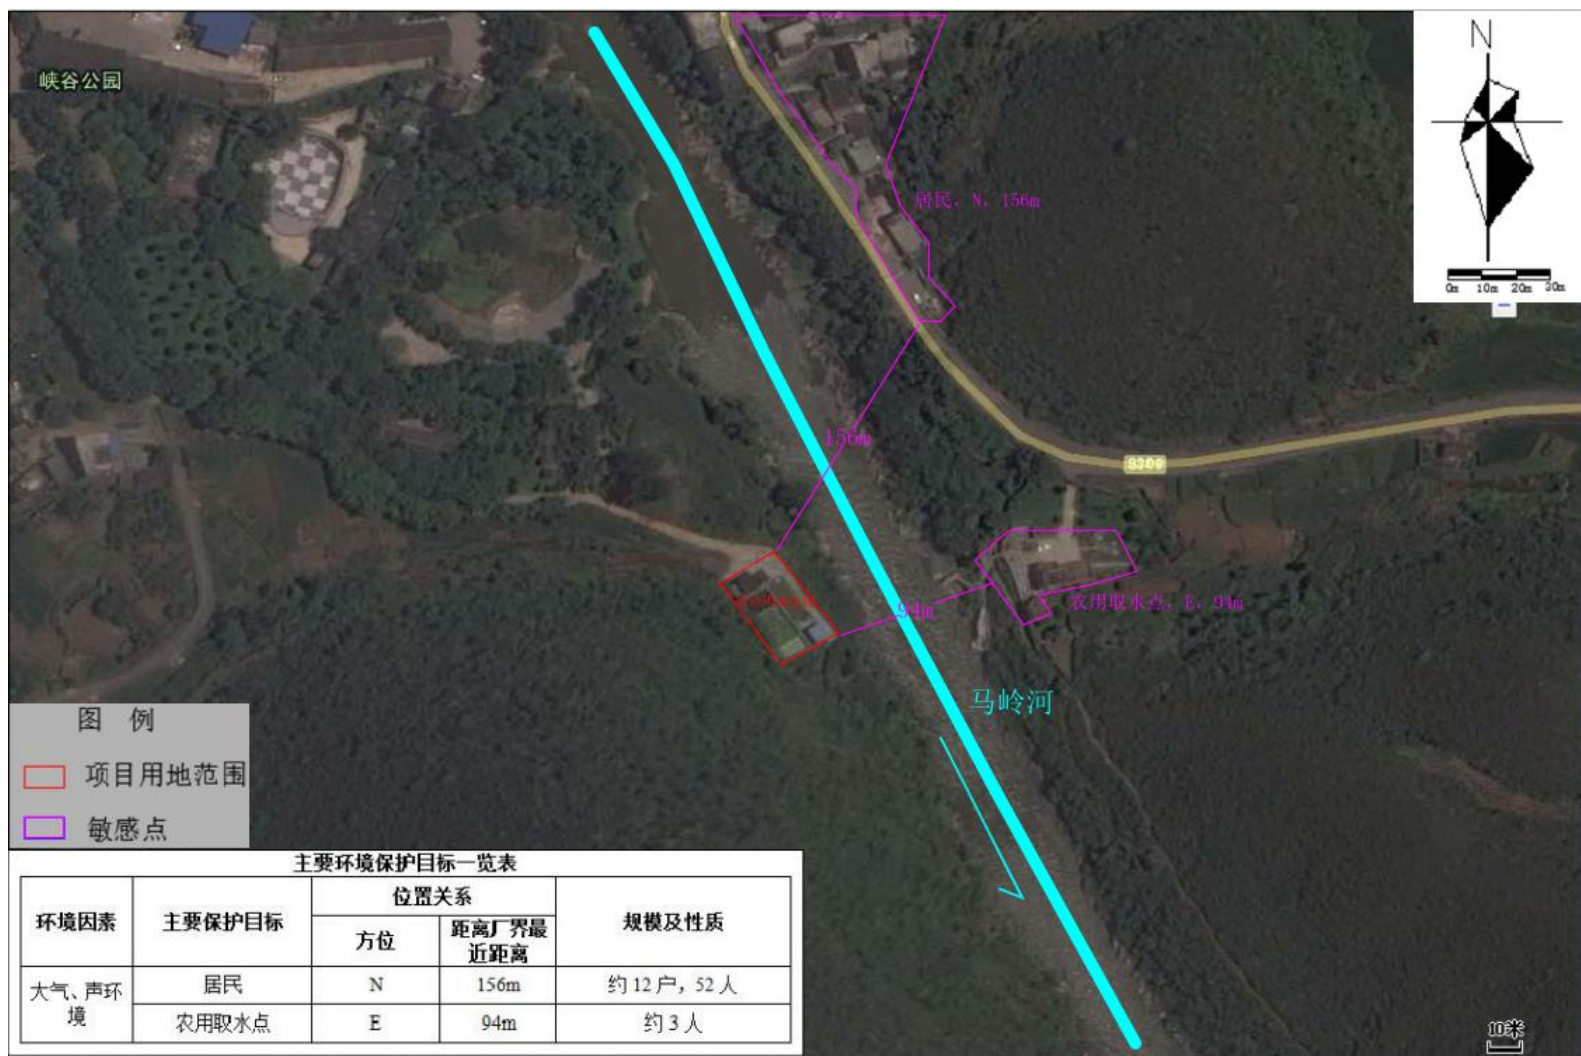 峡谷公园
N
0m 10m 20m 30m
居民，N，156m
156m
S309
94m
农用取水点，E，94m
马岭河
图 例
项目用地范围
敏感点
主要环境保护目标一览表
环境因素 主要保护目标 位置关系 规模及性质
方位 距离厂界最近距离
大气、声环境 居民 N 156m 约12户，52人
农用取水点 E 94m 约3人
10米